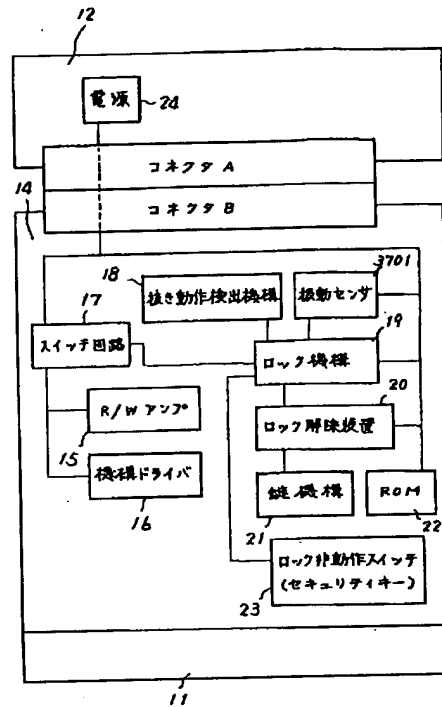 12
電源
24
コネクタ A
14
コネクタ B
18
抜き動作検出機構
3701
振動センサ
17
スイッチ回路
19
ロック機構
20
ロック解除装置
15
R/W アンプ
16
機構ドライバ
21
鍵機構
22
ROM
23
ロック非動作スイッチ
(セキュリティキー)
11